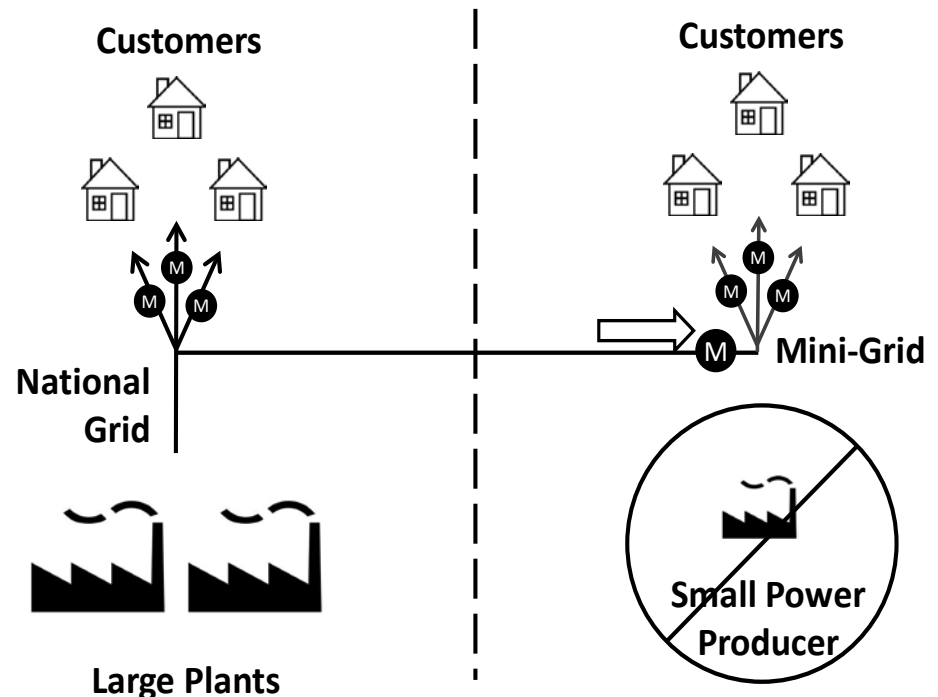 Customers
Customers
M
M
M
M
M
M
M
Mini-Grid
National
Grid
Small Power
Producer
Large Plants